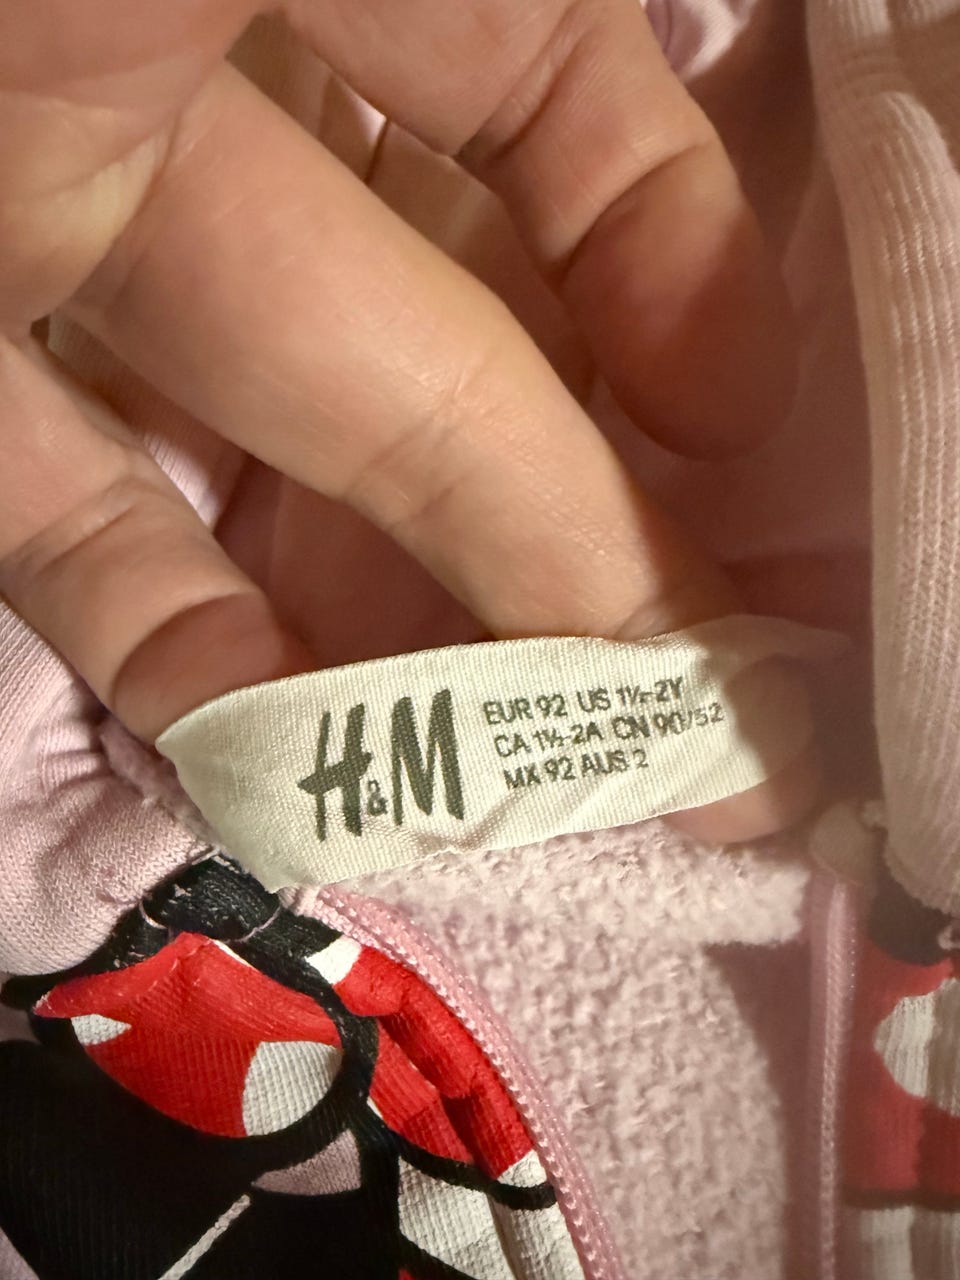 H&M
EUR 92 US 1½-2Y
CA 1½-2A CN 90/52
MX 92 AUS 2